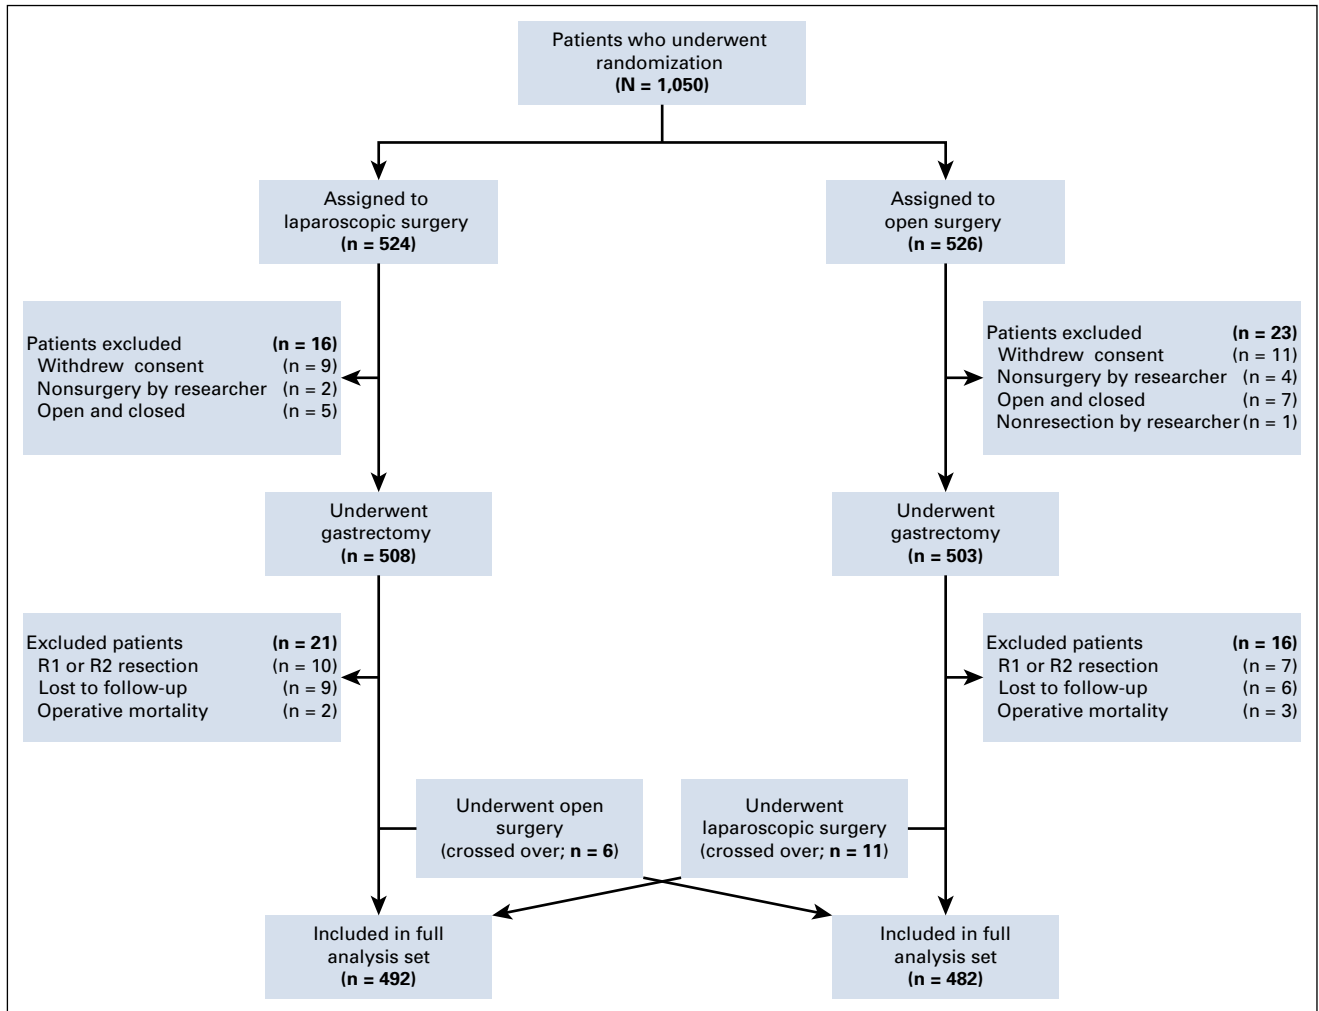 Patients who underwent
randomization
(N = 1,050)
Assigned to
laparoscopic surgery
(n = 524)
Assigned to
open surgery
(n = 526)
Patients excluded (n = 16)
Withdrew consent (n = 9)
Nonsurgery by researcher (n = 2)
Open and closed (n = 5)
Patients excluded (n = 23)
Withdrew consent (n = 11)
Nonsurgery by researcher (n = 4)
Open and closed (n = 7)
Nonresection by researcher (n = 1)
Underwent
gastrectomy
(n = 508)
Underwent
gastrectomy
(n = 503)
Excluded patients (n = 21)
R1 or R2 resection (n = 10)
Lost to follow-up (n = 9)
Operative mortality (n = 2)
Excluded patients (n = 16)
R1 or R2 resection (n = 7)
Lost to follow-up (n = 6)
Operative mortality (n = 3)
Underwent open
surgery
(crossed over; n = 6)
Underwent
laparoscopic surgery
(crossed over; n = 11)
Included in full
analysis set
(n = 492)
Included in full
analysis set
(n = 482)